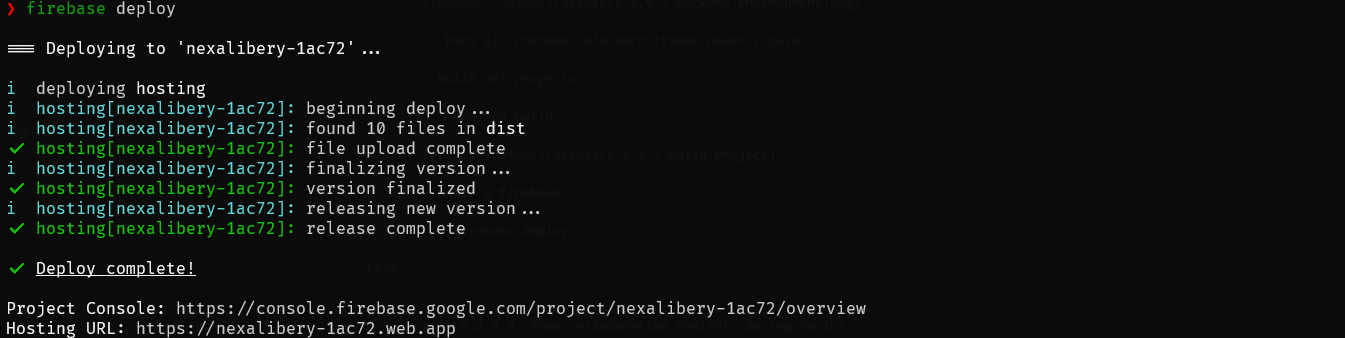 ❯ firebase deploy
=== Deploying to 'nexalibery-1ac72'...
i  deploying hosting
i  hosting[nexalibery-1ac72]: beginning deploy...
i  hosting[nexalibery-1ac72]: found 10 files in dist
✓  hosting[nexalibery-1ac72]: file upload complete
i  hosting[nexalibery-1ac72]: finalizing version...
✓  hosting[nexalibery-1ac72]: version finalized
i  hosting[nexalibery-1ac72]: releasing new version...
✓  hosting[nexalibery-1ac72]: release complete
✓  Deploy complete!
Project Console: https://console.firebase.google.com/project/nexalibery-1ac72/overview
Hosting URL: https://nexalibery-1ac72.web.app